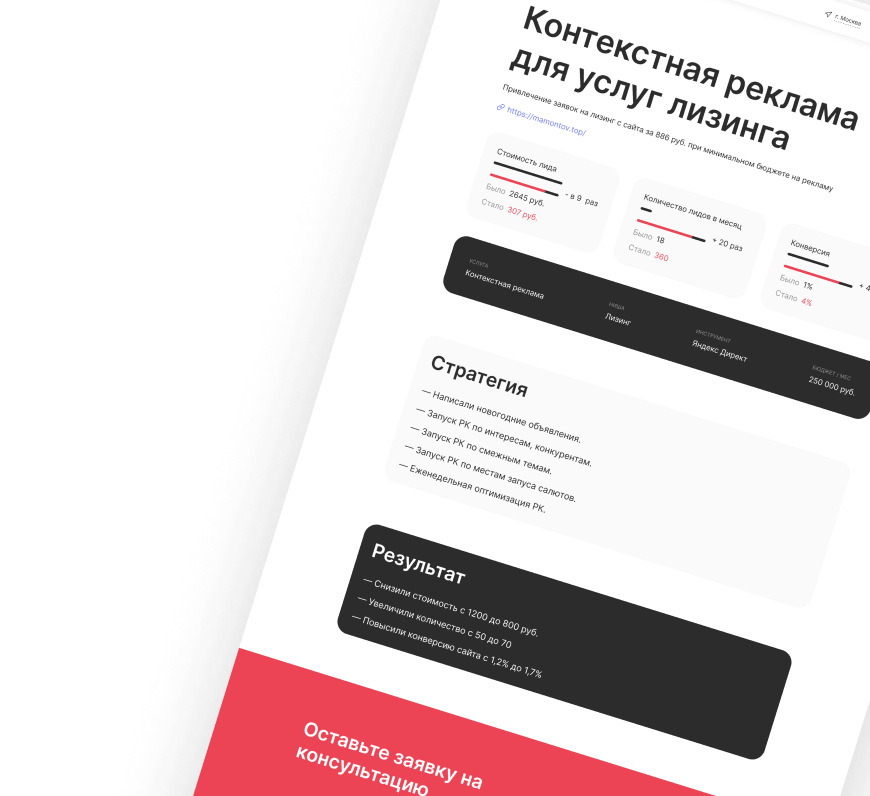 г. Москва
Контекстная реклама
для услуг лизинга
Привлечение заявок на лизинг с сайта за 886 руб. при минимальном бюджете на рекламу
https://mamontov.top/
Стоимость лида
- в 9 раз
Было 2645 руб.
Стало 307 руб.
Количество лидов в месяц
+ 20 раз
Было 18
Стало 360
Конверсия
+ 4
Было 1%
Стало 4%
УСЛУГА
Контекстная реклама
НИША
Лизинг
ИНСТРУМЕНТ
Яндекс Директ
БЮДЖЕТ / МЕС
250 000 руб.
Стратегия
— Написали новогодние объявления.
— Запуск РК по интересам, конкурентам.
— Запуск РК по смежным темам.
— Запуск РК по местам запуса салютов.
— Еженедельная оптимизация РК.
Результат
— Снизили стоимость с 1200 до 800 руб.
— Увеличили количество с 50 до 70
— Повысили конверсию сайта с 1,2% до 1,7%
Оставьте заявку на
консультацию